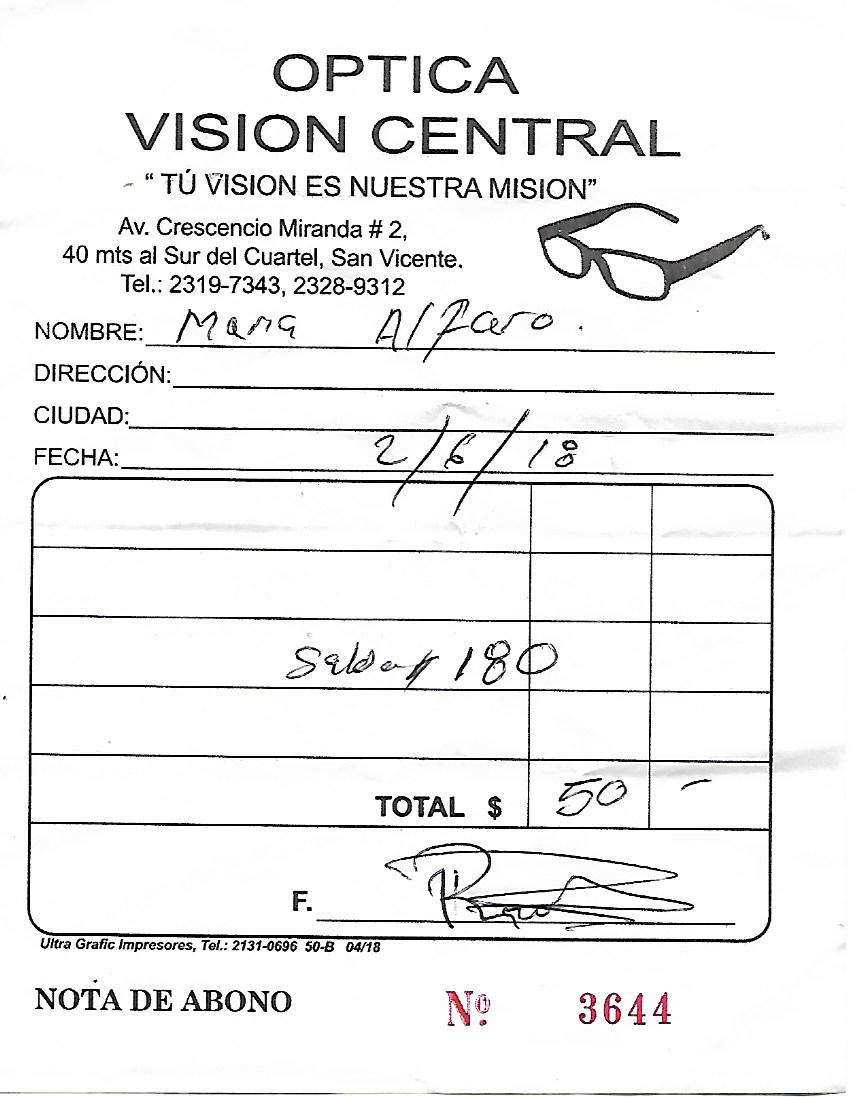 OPTICA
VISION CENTRAL
“ TÚ VISION ES NUESTRA MISION”
Av. Crescencio Miranda # 2,
40 mts al Sur del Cuartel, San Vicente.
Tel.: 2319-7343, 2328-9312
NOMBRE: Maria Alfaro.
DIRECCIÓN:
CIUDAD:
FECHA: 2/6/18
Saldo $ 180
TOTAL $ 50 -
F.
Ultra Grafic Impresores, Tel.: 2131-0696 50-B 04/18
NOTA DE ABONO Nº. 3644